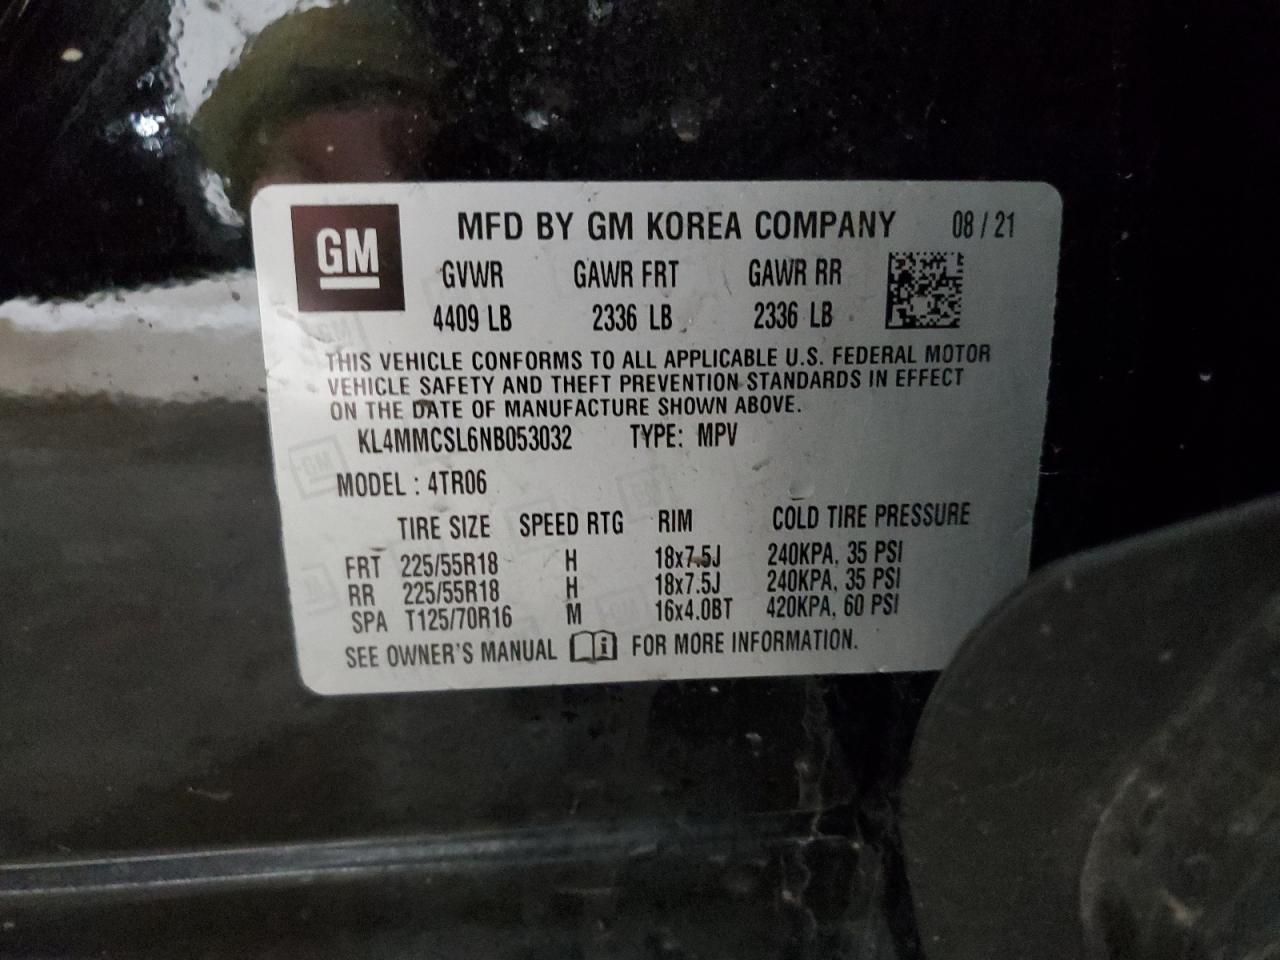 GM
MFD BY GM KOREA COMPANY 08 / 21
GVWR GAWR FRT GAWR RR
4409 LB 2336 LB 2336 LB
THIS VEHICLE CONFORMS TO ALL APPLICABLE U.S. FEDERAL MOTOR
VEHICLE SAFETY AND THEFT PREVENTION STANDARDS IN EFFECT
ON THE DATE OF MANUFACTURE SHOWN ABOVE.
KL4MMCSL6NB053032 TYPE: MPV
MODEL : 4TR06
TIRE SIZE SPEED RTG RIM COLD TIRE PRESSURE
FRT 225/55R18 H 18x7.5J 240KPA, 35 PSI
RR 225/55R18 H 18x7.5J 240KPA, 35 PSI
SPA T125/70R16 M 16x4.0BT 420KPA, 60 PSI
SEE OWNER'S MANUAL i FOR MORE INFORMATION.